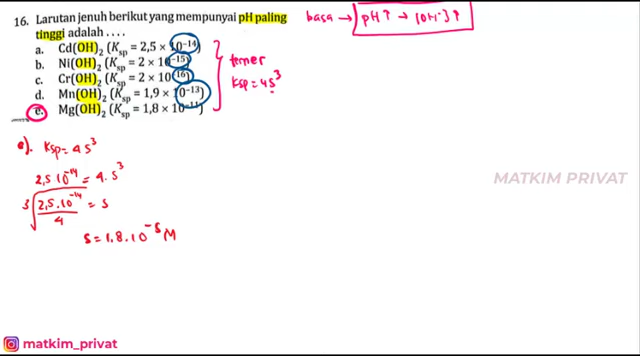 16. Larutan jenuh berikut yang mempunyai pH paling tinggi adalah . . . .
basa → pH↑ → [OH⁻]↑
a. Cd(OH)₂ (Ksp = 2,5 × 10⁻¹⁴)
b. Ni(OH)₂ (Ksp = 2 × 10⁻¹⁵)
c. Cr(OH)₂ (Ksp = 2 × 10¹⁶)
d. Mn(OH)₂ (Ksp = 1,9 × 10⁻¹³)
e. Mg(OH)₂ (Ksp = 1,8 × 10⁻¹¹)
terner
Ksp = 4s³
a). Ksp = 4s³
2,5.10⁻¹⁴ = 4.s³
³√2,5.10⁻¹⁴/4 = s
s = 1,8.10⁻⁵ M
MATKIM PRIVAT
matkim_privat